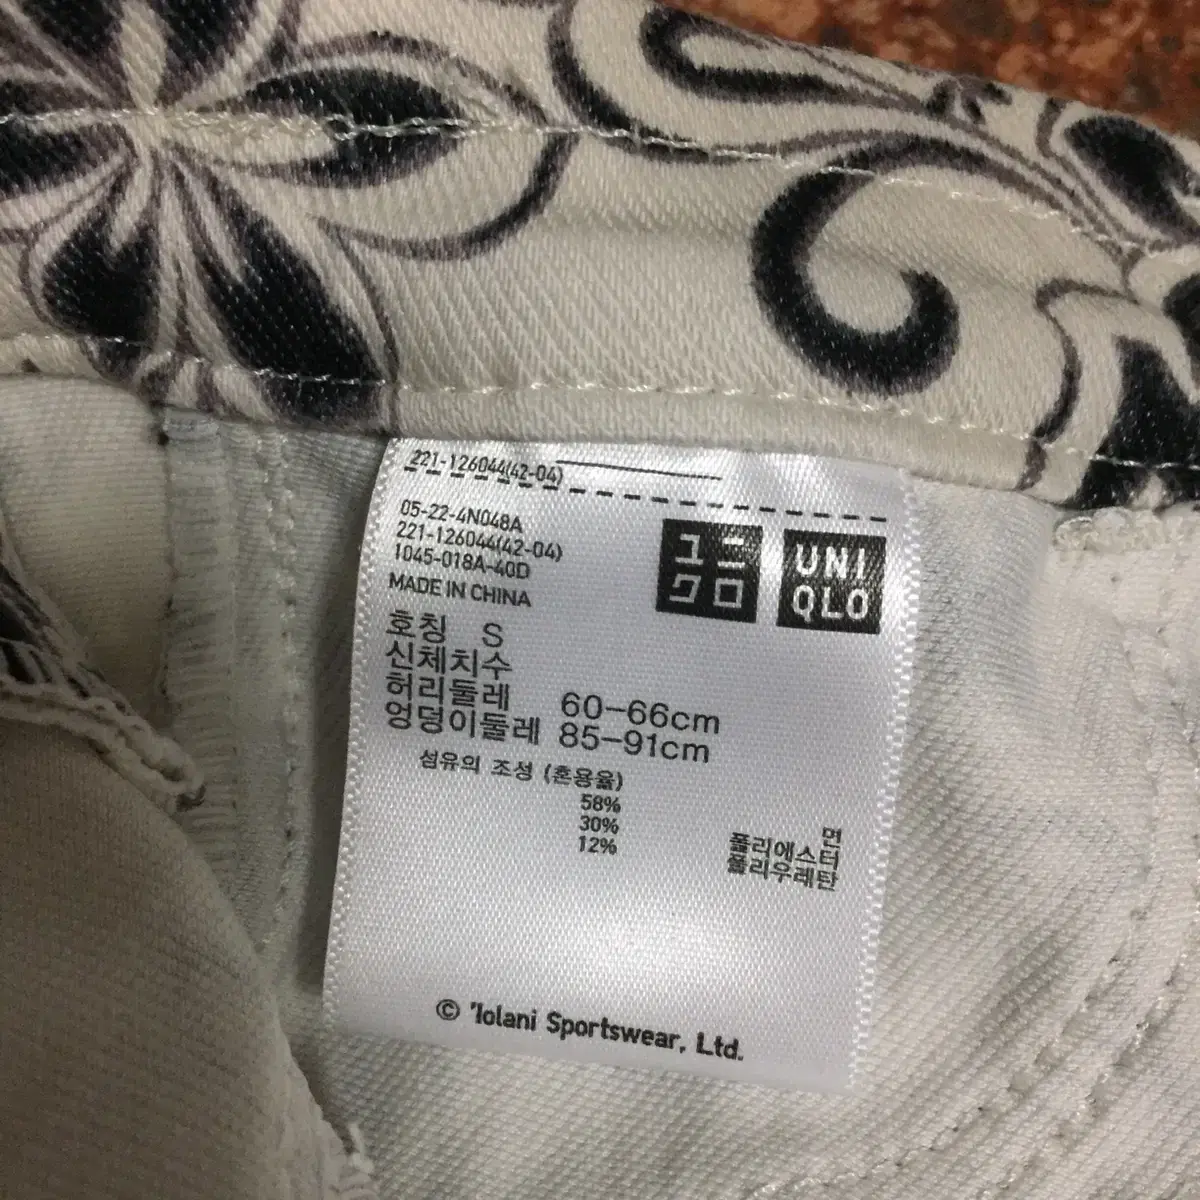 221-126044(42-04)
05-22-4N048A
221-126044(42-04)
1045-018A-40D
MADE IN CHINA
ユニ
クロ
UNI
QLO
호칭 S
신체치수
허리둘레 60-66cm
엉덩이둘레 85-91cm
섬유의 조성 (혼용율)
58% 면
30% 폴리에스터
12% 폴리우레탄
© 'Iolani Sportswear, Ltd.